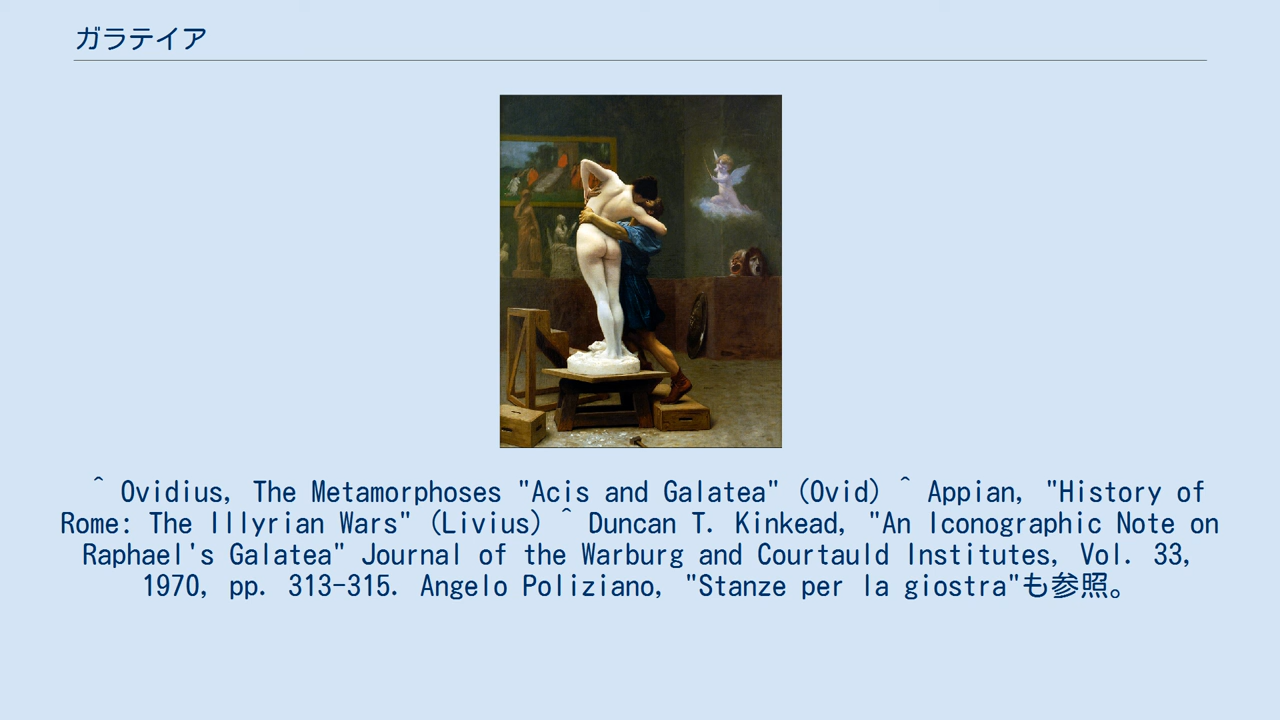 ガラテイア
^ Ovidius, The Metamorphoses "Acis and Galatea" (Ovid) ^ Appian, "History of
Rome: The Illyrian Wars" (Livius) ^ Duncan T. Kinkead, "An Iconographic Note on
Raphael's Galatea" Journal of the Warburg and Courtauld Institutes, Vol. 33,
1970, pp. 313-315. Angelo Poliziano, "Stanze per la giostra"も参照。